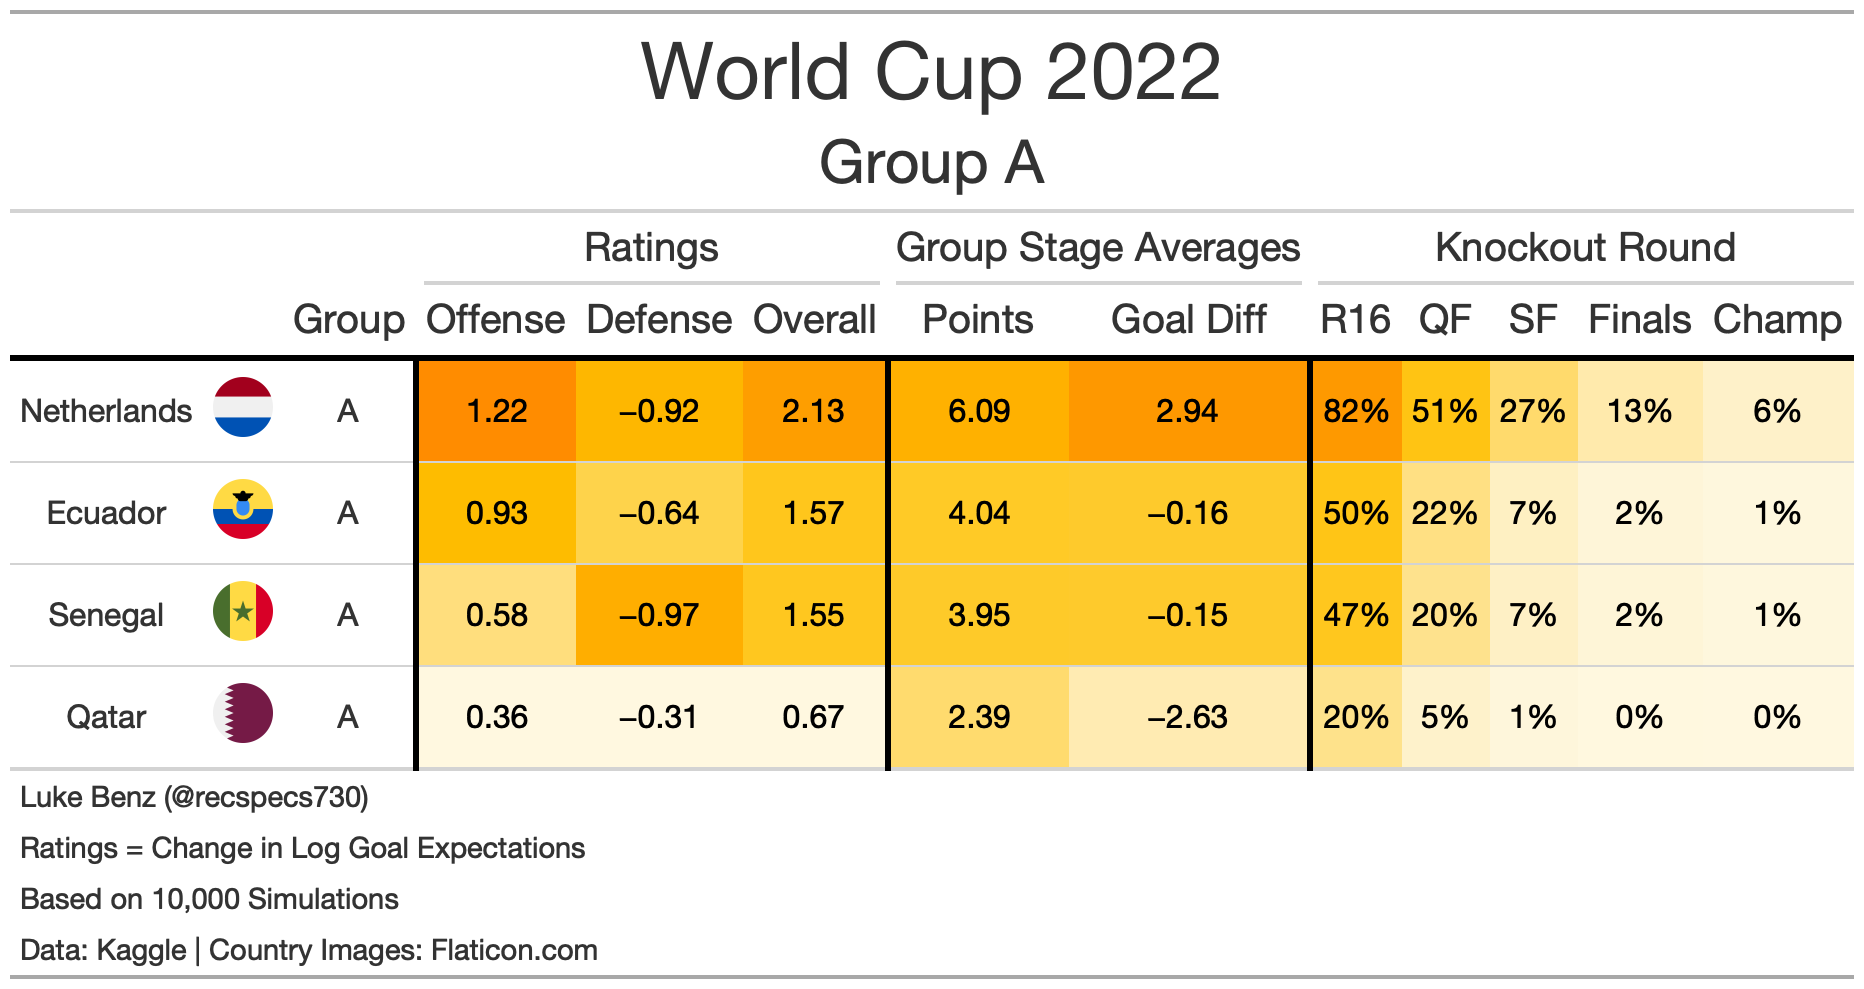 World Cup 2022
Group A
Ratings Group Stage Averages Knockout Round
Group Offense Defense Overall Points Goal Diff R16 QF SF Finals Champ
Netherlands A 1.22 −0.92 2.13 6.09 2.94 82% 51% 27% 13% 6%
Ecuador A 0.93 −0.64 1.57 4.04 −0.16 50% 22% 7% 2% 1%
Senegal A 0.58 −0.97 1.55 3.95 −0.15 47% 20% 7% 2% 1%
Qatar A 0.36 −0.31 0.67 2.39 −2.63 20% 5% 1% 0% 0%
Luke Benz (@recspecs730)
Ratings = Change in Log Goal Expectations
Based on 10,000 Simulations
Data: Kaggle | Country Images: Flaticon.com